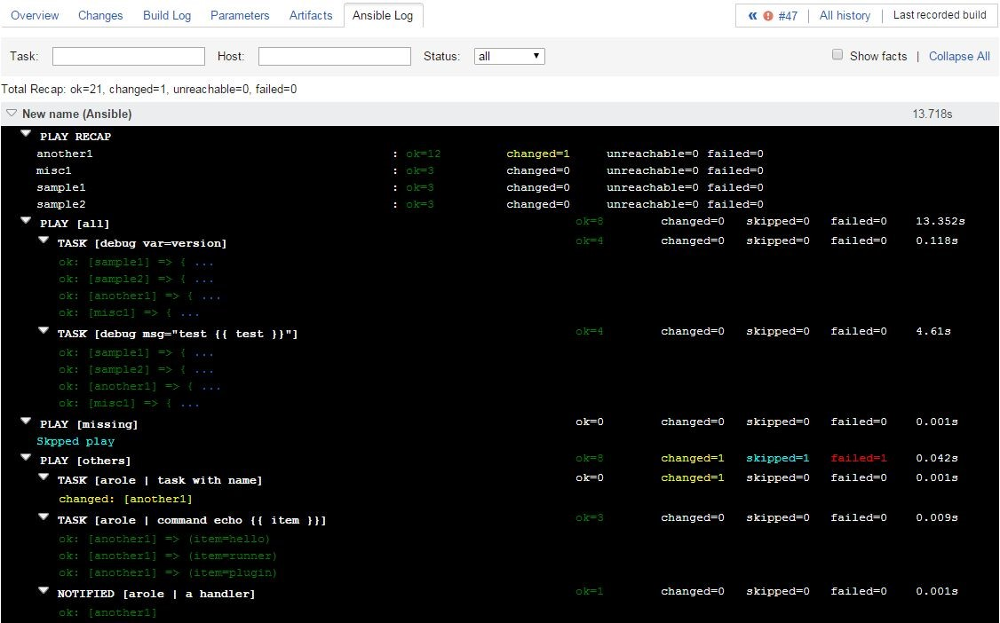 Overview Changes Build Log Parameters Artifacts Ansible Log « #47 All history Last recorded build
Task: Host: Status: all Show facts | Collapse All
Total Recap: ok=21, changed=1, unreachable=0, failed=0
New name (Ansible) 13.718s
PLAY RECAP
another1 : ok=12 changed=1 unreachable=0 failed=0
misc1 : ok=3 changed=0 unreachable=0 failed=0
sample1 : ok=3 changed=0 unreachable=0 failed=0
sample2 : ok=3 changed=0 unreachable=0 failed=0
PLAY [all] ok=8 changed=0 skipped=0 failed=0 13.352s
TASK [debug var=version] ok=4 changed=0 skipped=0 failed=0 0.118s
ok: [sample1] => { ...
ok: [sample2] => { ...
ok: [another1] => { ...
ok: [misc1] => { ...
TASK [debug msg="test {{ test }}"] ok=4 changed=0 skipped=0 failed=0 4.61s
ok: [sample1] => { ...
ok: [sample2] => { ...
ok: [another1] => { ...
ok: [misc1] => { ...
PLAY [missing] ok=0 changed=0 skipped=0 failed=0 0.001s
Skpped play
PLAY [others] ok=8 changed=1 skipped=1 failed=1 0.042s
TASK [arole | task with name] ok=0 changed=1 skipped=0 failed=0 0.001s
changed: [another1]
TASK [arole | command echo {{ item }}] ok=3 changed=0 skipped=0 failed=0 0.009s
ok: [another1] => (item=hello)
ok: [another1] => (item=runner)
ok: [another1] => (item=plugin)
NOTIFIED [arole | a handler] ok=1 changed=0 skipped=0 failed=0 0.001s
ok: [another1]